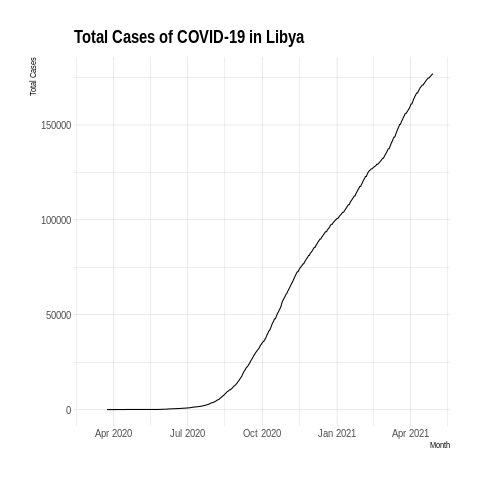 Total Cases of COVID-19 in Libya
Total Cases
150000
100000
50000
0
Apr 2020 Jul 2020 Oct 2020 Jan 2021 Apr 2021
Month